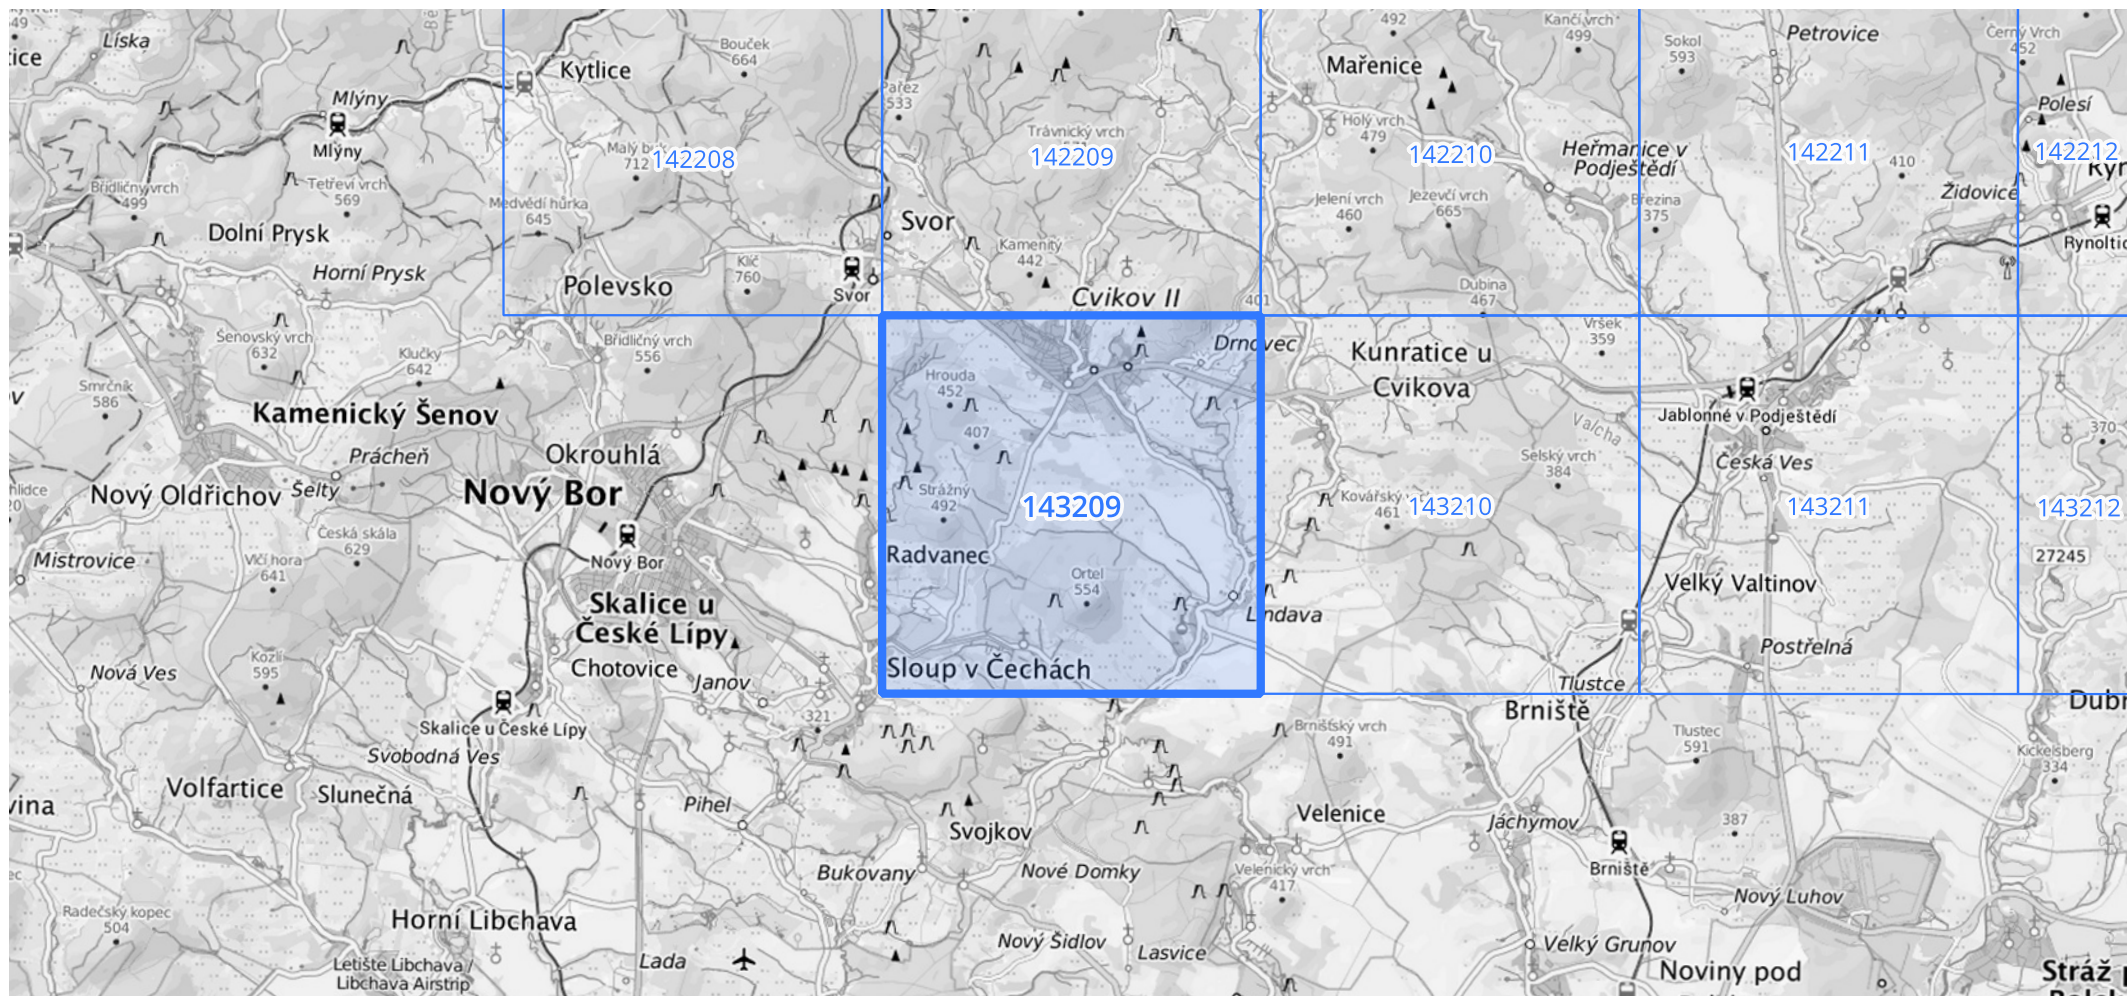 Líska
Kytlice
Bouček
664
492
Kančí vrch
499
Sokol
593
Petrovice
Černý Vrch
452
Mařenice
Mlýny
Mlýny
Pařez
533
Trávnický vrch
Holý vrch
479
Polesí
142208
142209
142210
142211
142212
712
Heřmanice v
Podještědí
410
Břidličný vrch
499
Tetřeví vrch
569
Medvědí hůrka
645
Jelení vrch
460
Jezevčí vrch
665
Březina
375
Židovice
Dolní Prysk
Svor
Kamenitý
442
Rynoltic
Horní Prysk
Polevsko
Klíč
760
Svor
Cvikov II
401
Dubina
467
Šenovský vrch
632
Klučky
642
Břidličný vrch
556
Drnovec
Kunratice u
Cvikova
Vršek
359
Smrčník
586
Hrouda
452
Kamenický Šenov
Jablonné v Podještědí
Valcha
370
Prácheň
Okrouhlá
407
Selský vrch
384
Česká Ves
Nový Oldřichov
Šelty
Nový Bor
Strážný
492
143209
Kovářský
461
143210
143211
143212
Česká skála
629
Mistrovice
Vlčí hora
641
Nový Bor
Radvanec
27245
Ortel
554
Velký Valtinov
Skalice u
České Lípy
Lindava
Postřelná
Nová Ves
Kozlí
595
Chotovice
Janov
Sloup v Čechách
Tlustce
Brniště
Skalice u České Lípy
321
Brnišťský vrch
491
Tlustec
591
Svobodná Ves
Kickelsberg
334
Volfartice
Slunečná
Pihel
Svojkov
Velenice
Jáchymov
387
Bukovany
Nové Domky
Velenický vrch
417
Brniště
Nový Luhov
Radečský kopec
504
Horní Libchava
Nový Šidlov
Lasvice
Velký Grunov
Letiště Libchava /
Libchava Airstrip
Lada
Noviny pod
Stráž p